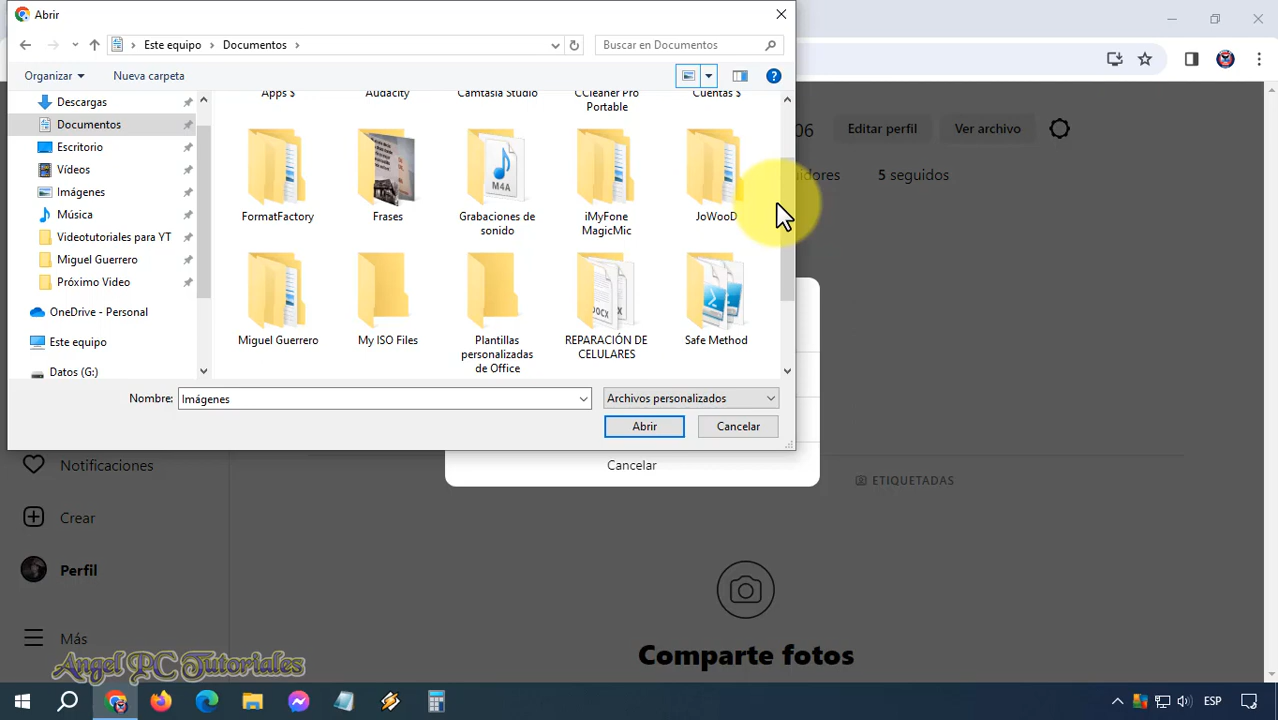 Abrir
Este equipo > Documentos >
Buscar en Documentos
Organizar
Nueva carpeta
Descargas
Documentos
Escritorio
Vídeos
Imágenes
Música
Videotutoriales para YT
Miguel Guerrero
Próximo Video
OneDrive - Personal
Este equipo
Datos (G:)
Apps $
Audacity
Camtasia Studio
CCleaner Pro
Portable
Cuentas $
FormatFactory
Frases
M4A
Grabaciones de
sonido
iMyFone
MagicMic
JoWooD
Miguel Guerrero
My ISO Files
Plantillas
personalizadas
de Office
DOCX
REPARACIÓN DE
CELULARES
Safe Method
Nombre:
Imágenes
Archivos personalizados
Abrir
Cancelar
06
Editar perfil
Ver archivo
5 seguidos
Cancelar
Notificaciones
Crear
Perfil
Más
ETIQUETADAS
Comparte fotos
Angel PC Tutoriales
ESP